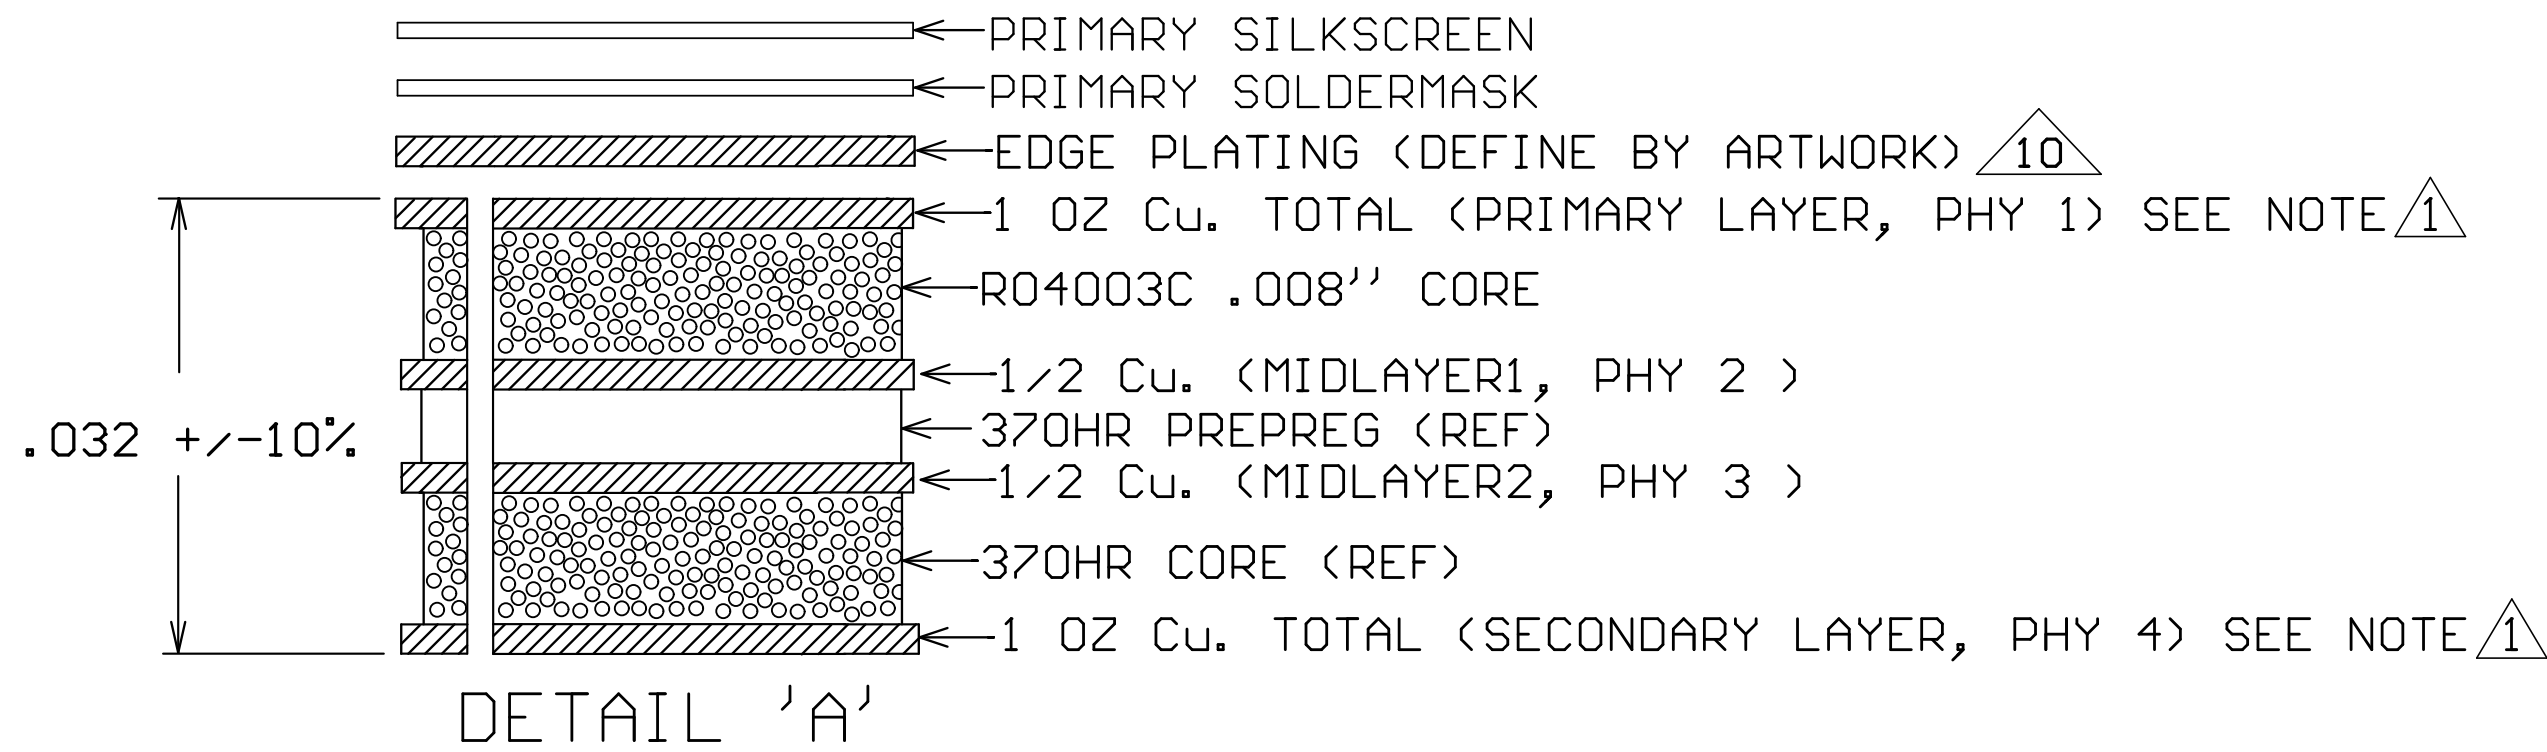 PRIMARY SILKSCREEN
PRIMARY SOLDERMASK
EDGE PLATING (DEFINE BY ARTWORK) 10
1 OZ Cu. TOTAL (PRIMARY LAYER, PHY 1) SEE NOTE 1
RO4003C .008'' CORE
1/2 Cu. (MIDLAYER1, PHY 2 )
370HR PREPREG (REF)
.032 +/-10%
1/2 Cu. (MIDLAYER2, PHY 3 )
370HR CORE (REF)
1 OZ Cu. TOTAL (SECONDARY LAYER, PHY 4) SEE NOTE 1
DETAIL 'A'